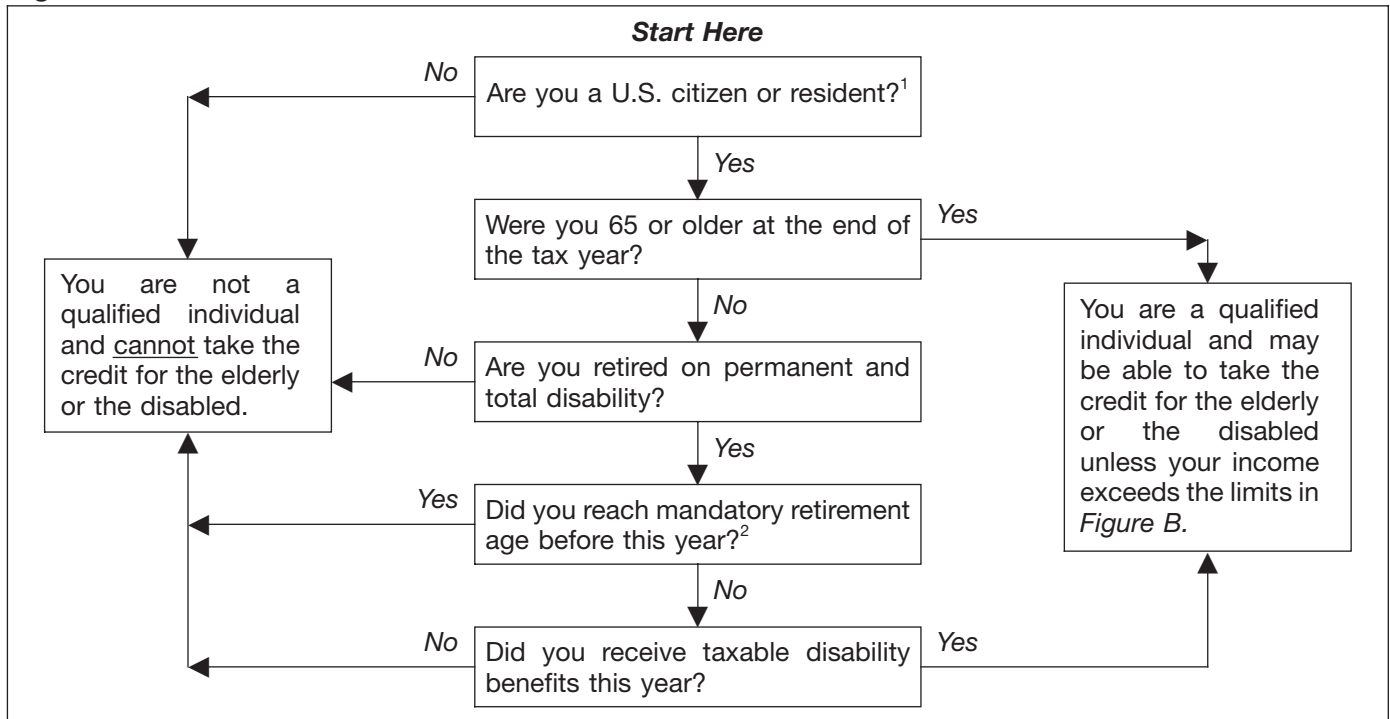 Start Here
No
Are you a U.S. citizen or resident?1
Yes
Were you 65 or older at the end of
the tax year?
Yes
No
You are not a
qualified individual
and cannot take the
credit for the elderly
or the disabled.
No
Are you retired on permanent and
total disability?
You are a qualified
individual and may
be able to take the
credit for the elderly
or the disabled
unless your income
exceeds the limits in
Figure B.
Yes
Yes
Did you reach mandatory retirement
age before this year?2
No
No
Did you receive taxable disability
benefits this year?
Yes